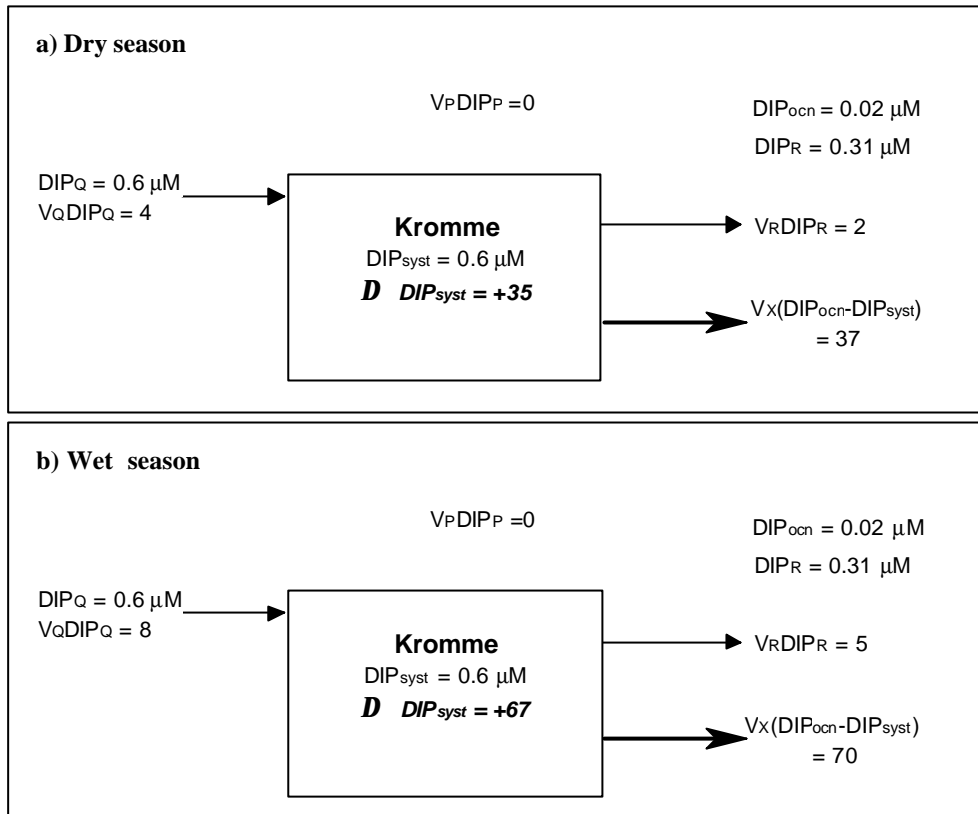 a) Dry season
VPDIPP =0
DIPocn = 0.02 µM
DIPR = 0.31 µM
DIPQ = 0.6 µM
VQDIPQ = 4
Kromme
DIPsyst = 0.6 µM
D DIPsyst = +35
VRDIPR = 2
VX(DIPocn-DIPsyst)
= 37
b) Wet season
VPDIPP =0
DIPocn = 0.02 µM
DIPR = 0.31 µM
DIPQ = 0.6 µM
VQDIPQ = 8
Kromme
DIPsyst = 0.6 µM
D DIPsyst = +67
VRDIPR = 5
VX(DIPocn-DIPsyst)
= 70